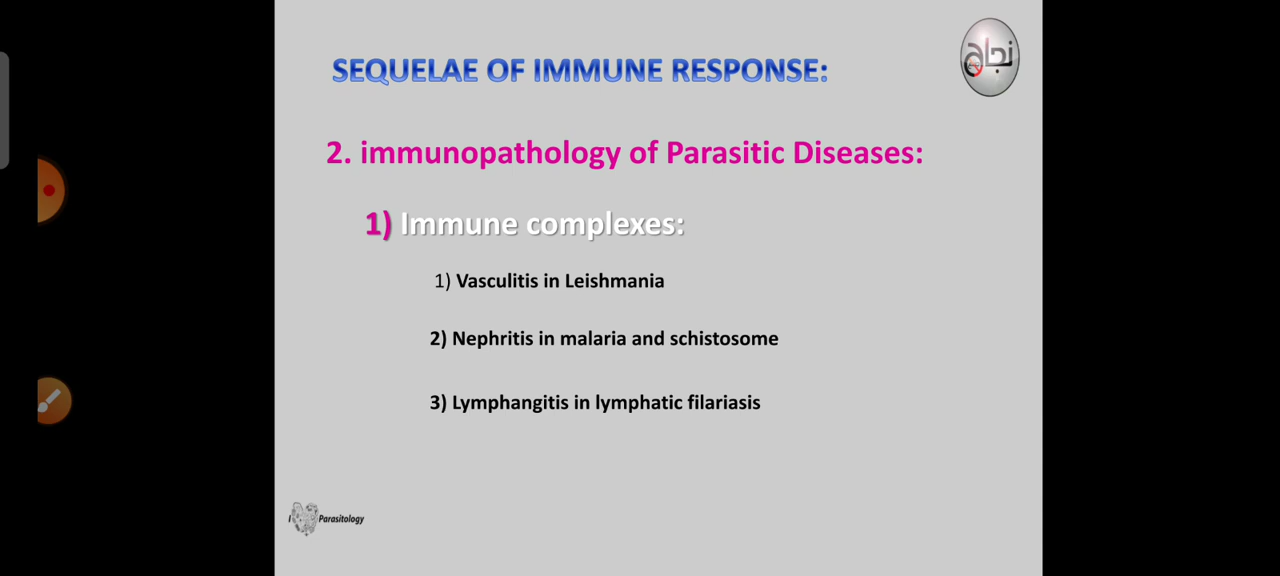 SEQUELAE OF IMMUNE RESPONSE:
نجاح
2. immunopathology of Parasitic Diseases:
1) Immune complexes:
1) Vasculitis in Leishmania
2) Nephritis in malaria and schistosome
3) Lymphangitis in lymphatic filariasis
I Parasitology